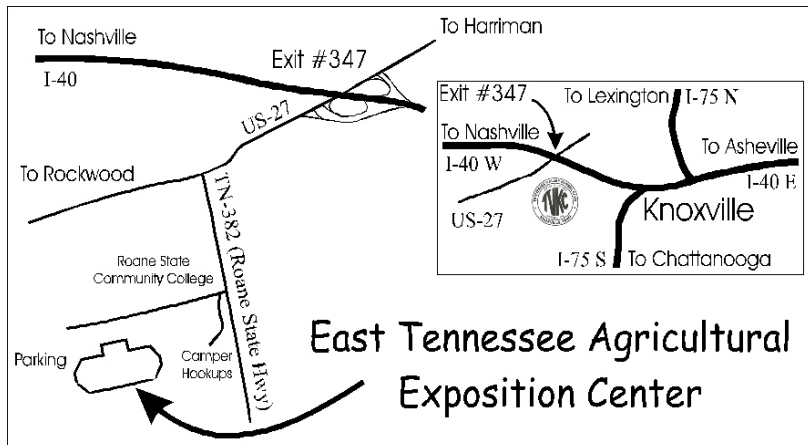 To Nashville
I-40
Exit #347
To Harriman
US-27
To Rockwood
TN-382 (Roane State Hwy)
Roane State
Community College
Parking
Camper
Hookups
Exit #347
To Lexington
I-75 N
To Nashville
I-40 W
To Asheville
I-40 E
US-27
TVKC
Knoxville
I-75 S
To Chattanooga
East Tennessee Agricultural
Exposition Center